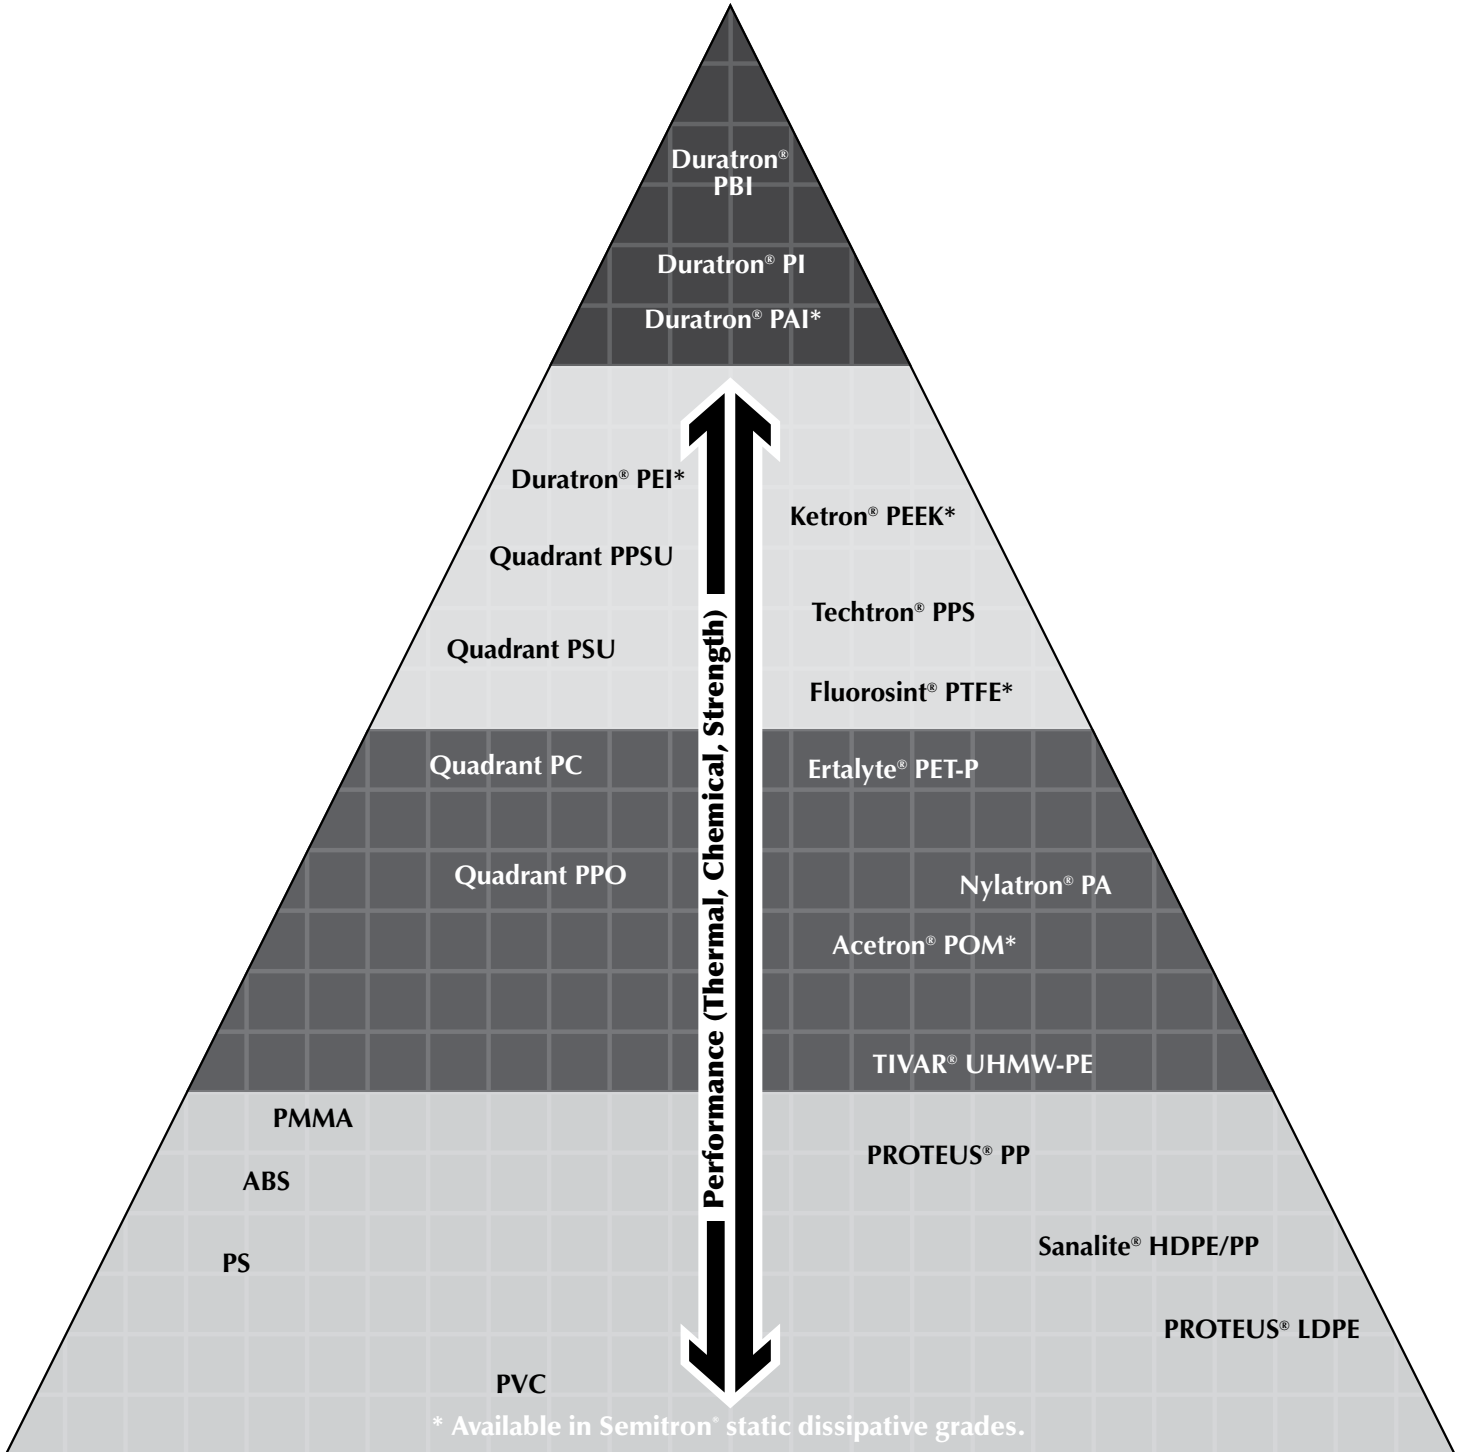 Duratron®
PBI
Duratron® PI
Duratron® PAI*
Duratron® PEI*
Ketron® PEEK*
Quadrant PPSU
Techtron® PPS
Quadrant PSU
Fluorosint® PTFE*
Performance (Thermal, Chemical, Strength)
Quadrant PC
Ertalyte® PET-P
Quadrant PPO
Nylatron® PA
Acetron® POM*
TIVAR® UHMW-PE
PMMA
PROTEUS® PP
ABS
Sanalite® HDPE/PP
PS
PROTEUS® LDPE
PVC
* Available in Semitron® static dissipative grades.